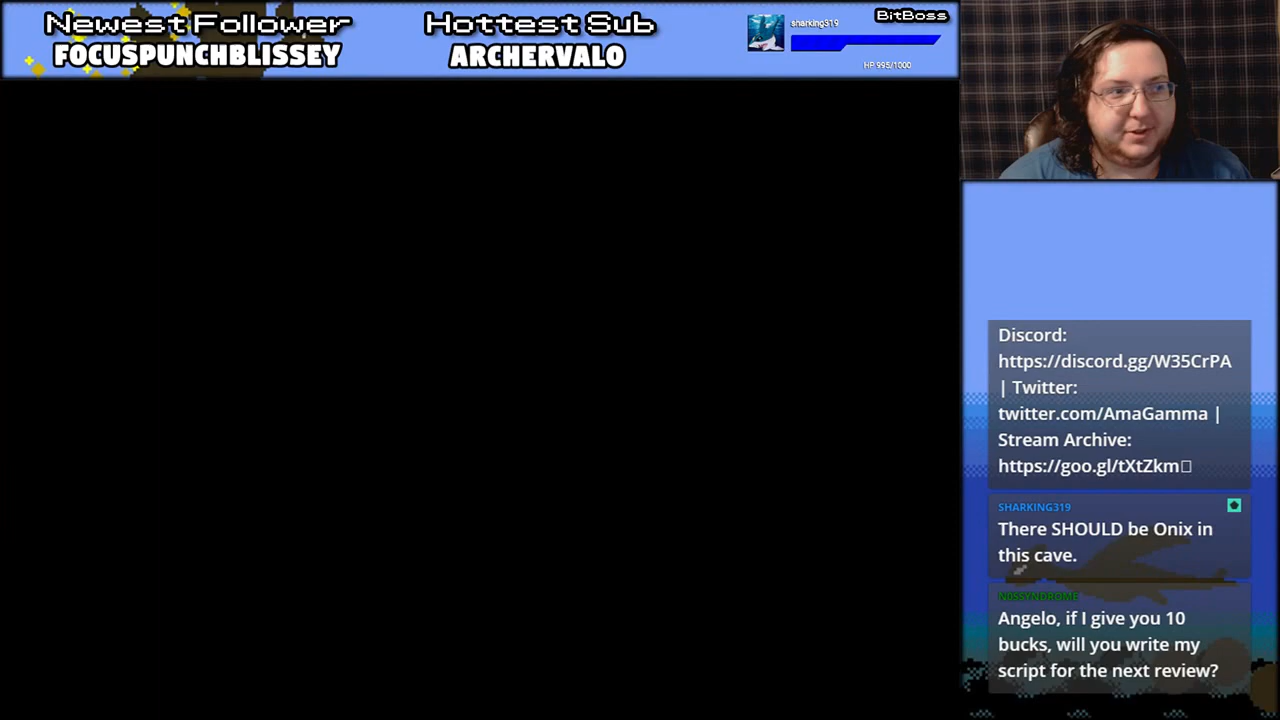 Newest Follower
FOCUSPUNCHBLISSEY
Hottest Sub
ARCHERVALO
BitBoss
sharking319
HP 995/1000
Discord:
https://discord.gg/W35CrPA
| Twitter:
twitter.com/AmaGamma |
Stream Archive:
https://goo.gl/tXtZkm
SHARKING319
There SHOULD be Onix in
this cave.
N0SSYNDROME
Angelo, if I give you 10
bucks, will you write my
script for the next review?